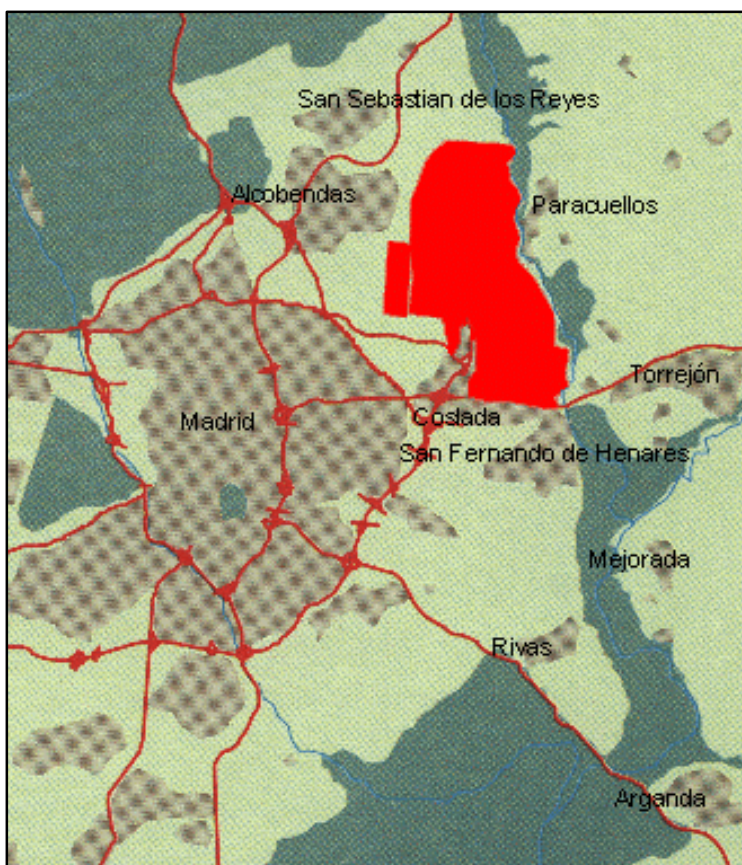 San Sebastian de los Reyes
Alcobendas
Paracuellos
Torrejón
Madrid
Coslada
San Fernando de Henares
Mejorada
Rivas
Arganda